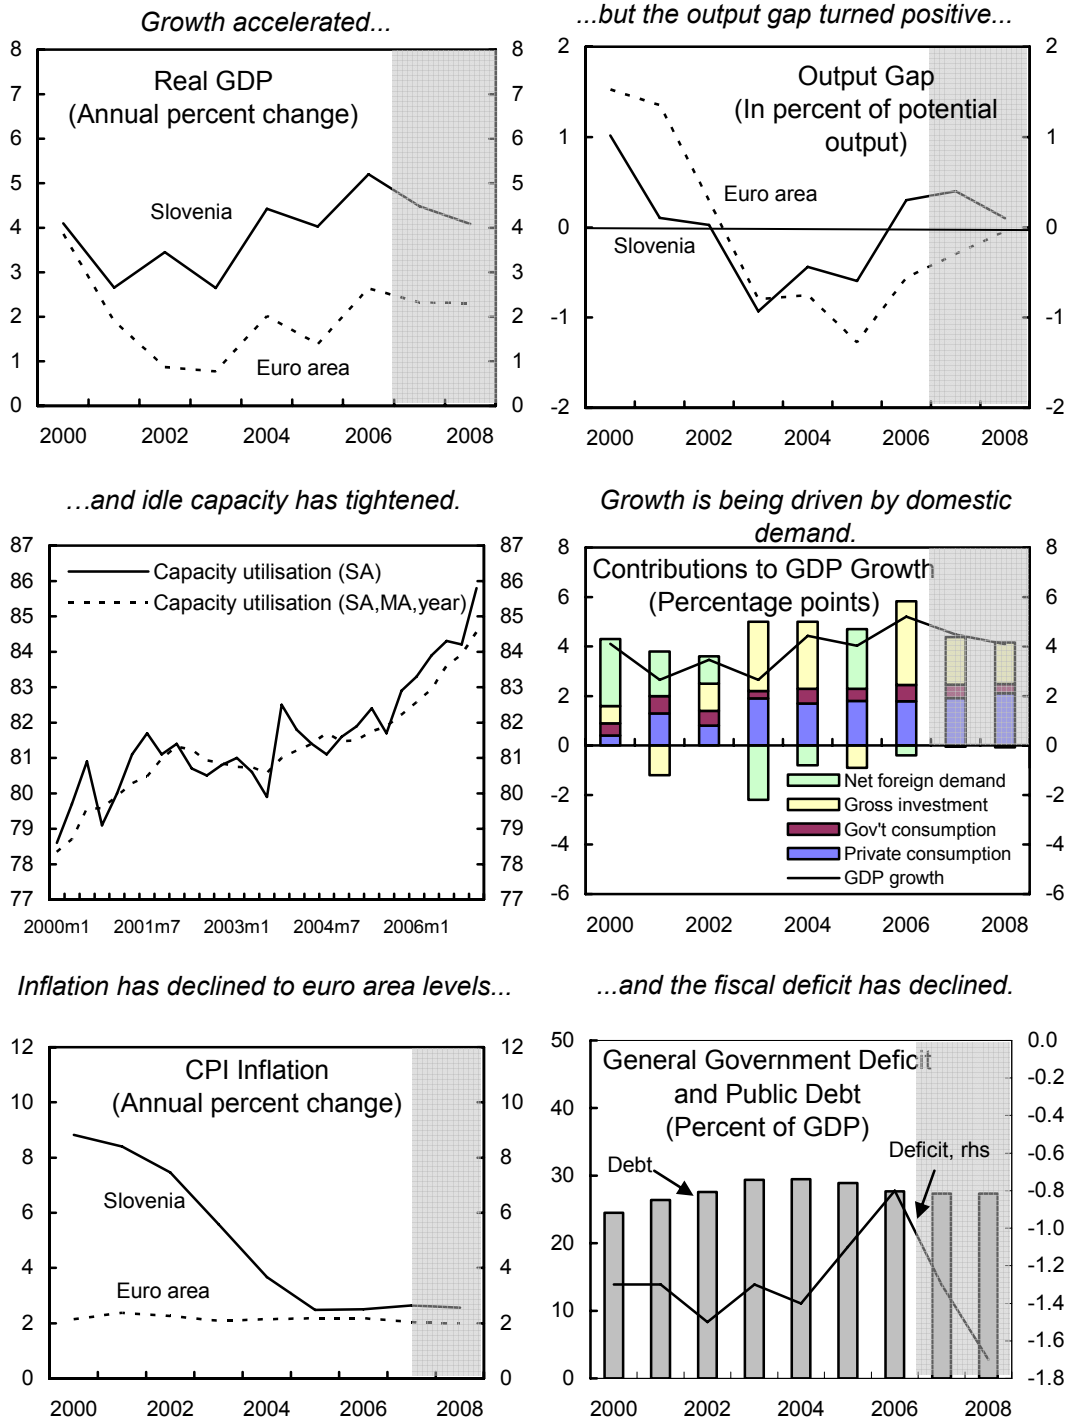 Growth accelerated...
8
7
6
5
4
3
2
1
0
8
7
6
5
4
3
2
1
0
Real GDP
(Annual percent change)
Slovenia
Euro area
2000 2002 2004 2006 2008
...but the output gap turned positive...
2
1
0
-1
-2
2
1
0
-1
-2
Output Gap
(In percent of potential
output)
Euro area
Slovenia
2000 2002 2004 2006 2008
...and idle capacity has tightened.
87
86
85
84
83
82
81
80
79
78
77
87
86
85
84
83
82
81
80
79
78
77
Capacity utilisation (SA)
Capacity utilisation (SA,MA,year)
2000m1 2001m7 2003m1 2004m7 2006m1
Growth is being driven by domestic
demand.
8
6
4
2
0
-2
-4
-6
8
6
4
2
0
-2
-4
-6
Contributions to GDP Growth
(Percentage points)
Net foreign demand
Gross investment
Gov't consumption
Private consumption
GDP growth
2000 2002 2004 2006 2008
Inflation has declined to euro area levels...
12
10
8
6
4
2
0
12
10
8
6
4
2
0
CPI Inflation
(Annual percent change)
Slovenia
Euro area
2000 2002 2004 2006 2008
...and the fiscal deficit has declined.
50
40
30
20
10
0
0.0
-0.2
-0.4
-0.6
-0.8
-1.0
-1.2
-1.4
-1.6
-1.8
General Government Deficit
and Public Debt
(Percent of GDP)
Debt
Deficit, rhs
2000 2002 2004 2006 2008